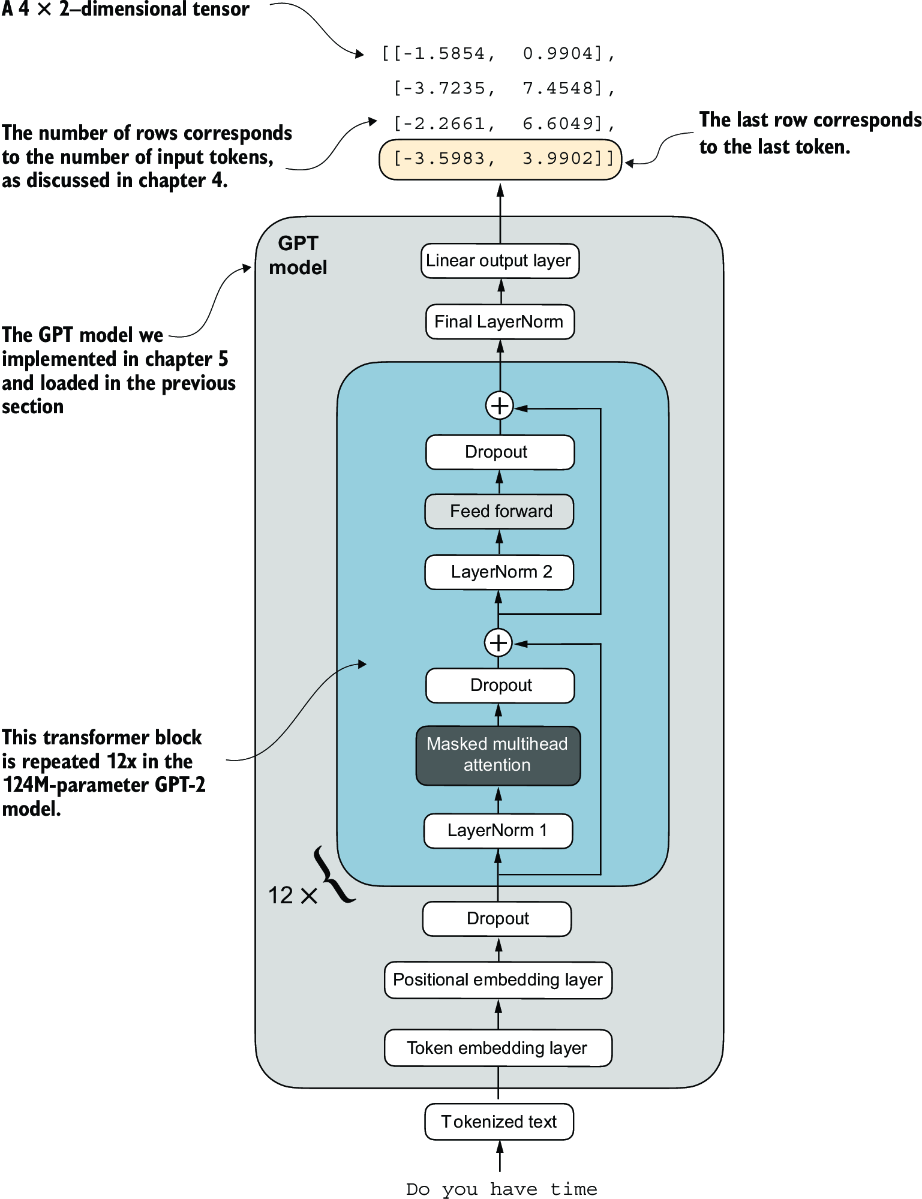 A 4 × 2–dimensional tensor
[[-1.5854, 0.9904],
[-3.7235, 7.4548],
[-2.2661, 6.6049],
[-3.5983, 3.9902]]
The number of rows corresponds
to the number of input tokens,
as discussed in chapter 4.
The last row corresponds
to the last token.
GPT
model
Linear output layer
Final LayerNorm
The GPT model we
implemented in chapter 5
and loaded in the previous
section
+
Dropout
Feed forward
LayerNorm 2
+
Dropout
Masked multihead
attention
LayerNorm 1
This transformer block
is repeated 12x in the
124M-parameter GPT-2
model.
12 × {
Dropout
Positional embedding layer
Token embedding layer
Tokenized text
Do you have time